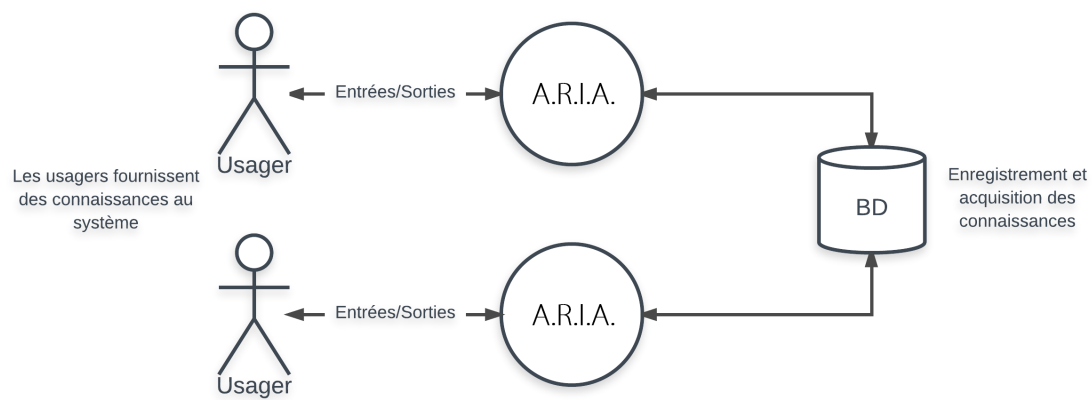 Entrées/Sorties
A.R.I.A.
Usager
Les usagers fournissent
des connaissances au
système
BD
Enregistrement et
acquisition des
connaissances
Entrées/Sorties
A.R.I.A.
Usager